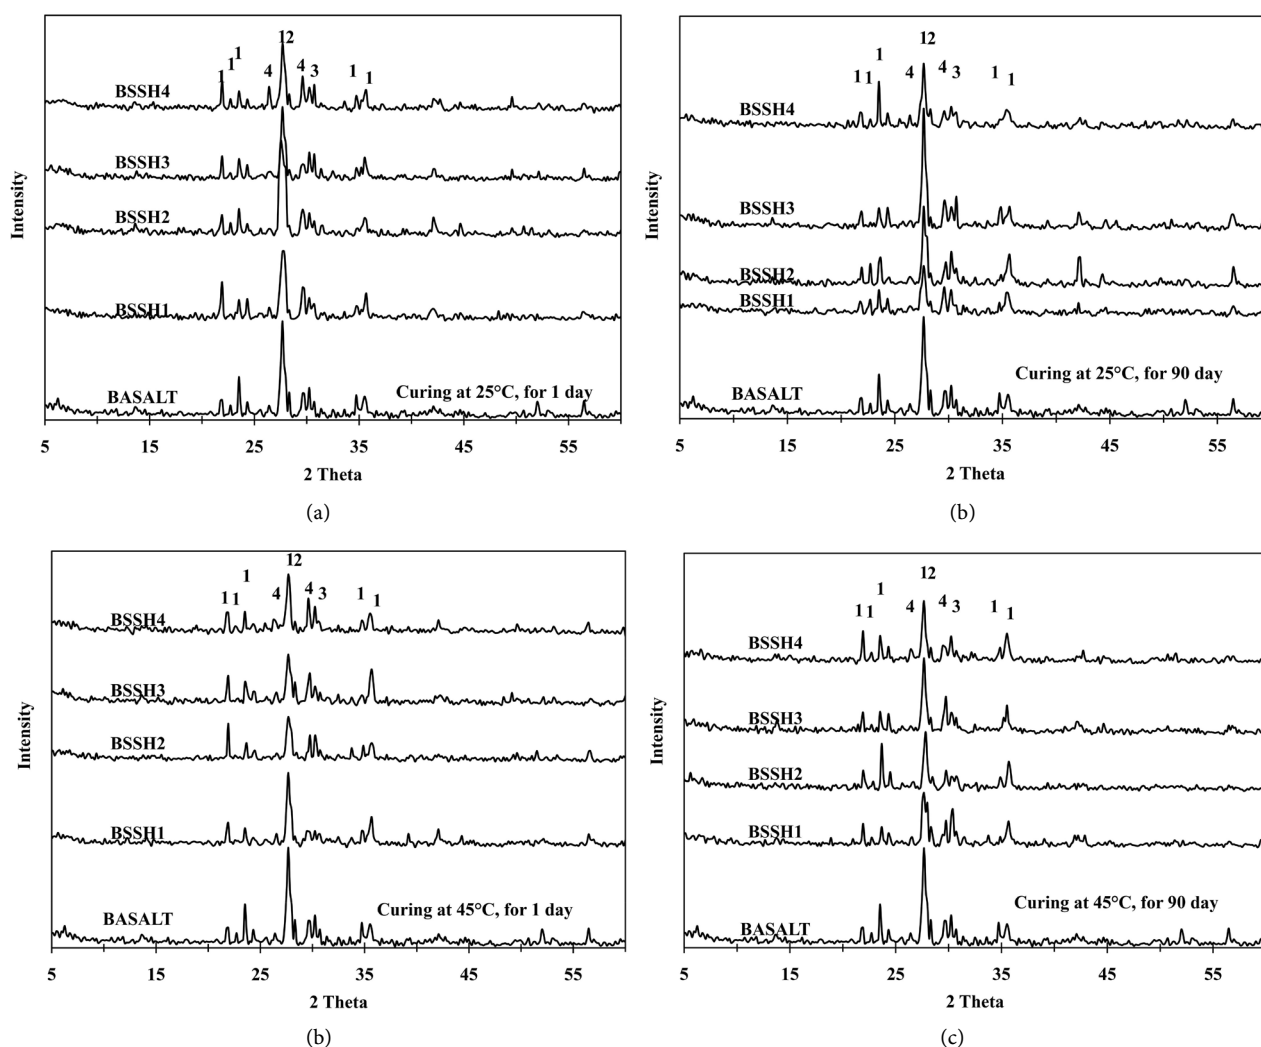 12
1
1
1
4
4
3
1
1
BSSH4
BSSH3
BSSH2
BSSH1
BASALT
Curing at 25°C, for 1 day
Intensity
5
15
25
35
45
55
2 Theta
(a)
12
1
1
1
4
4
3
1
1
BSSH4
BSSH3
BSSH2
BSSH1
BASALT
Curing at 25°C, for 90 day
Intensity
5
15
25
35
45
55
2 Theta
(b)
12
1
1
1
4
4
3
1
1
BSSH4
BSSH3
BSSH2
BSSH1
BASALT
Curing at 45°C, for 1 day
Intensity
5
15
25
35
45
55
2 Theta
(b)
12
1
1
1
4
4
3
1
1
BSSH4
BSSH3
BSSH2
BSSH1
BASALT
Curing at 45°C, for 90 day
Intensity
5
15
25
35
45
55
2 Theta
(c)